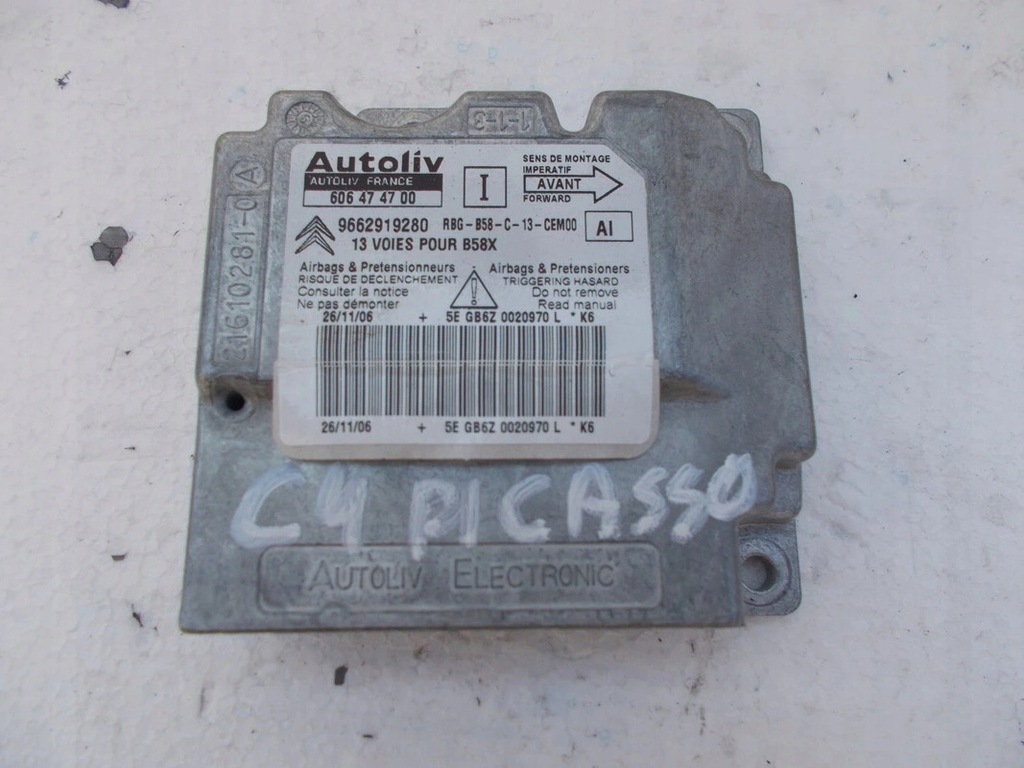 1-1-3
Autoliv
AUTOLIV FRANCE
606 47 47 00
I
SENS DE MONTAGE
IMPERATIF
AVANT
FORWARD
9662919280 RBG-B58-C-13-CEM00 AI
13 VOIES POUR B58X
Airbags & Pretensionneurs
RISQUE DE DECLENCHEMENT
Consulter la notice
Ne pas démonter
Airbags & Pretensioners
TRIGGERING HASARD
Do not remove
Read manual
26/11/06 + 5E GB6Z 0020970 L * K6
26/11/06 + 5E GB6Z 0020970 L * K6
216102811-0 A
C4 PICASSO
AUTOLIV ELECTRONIC